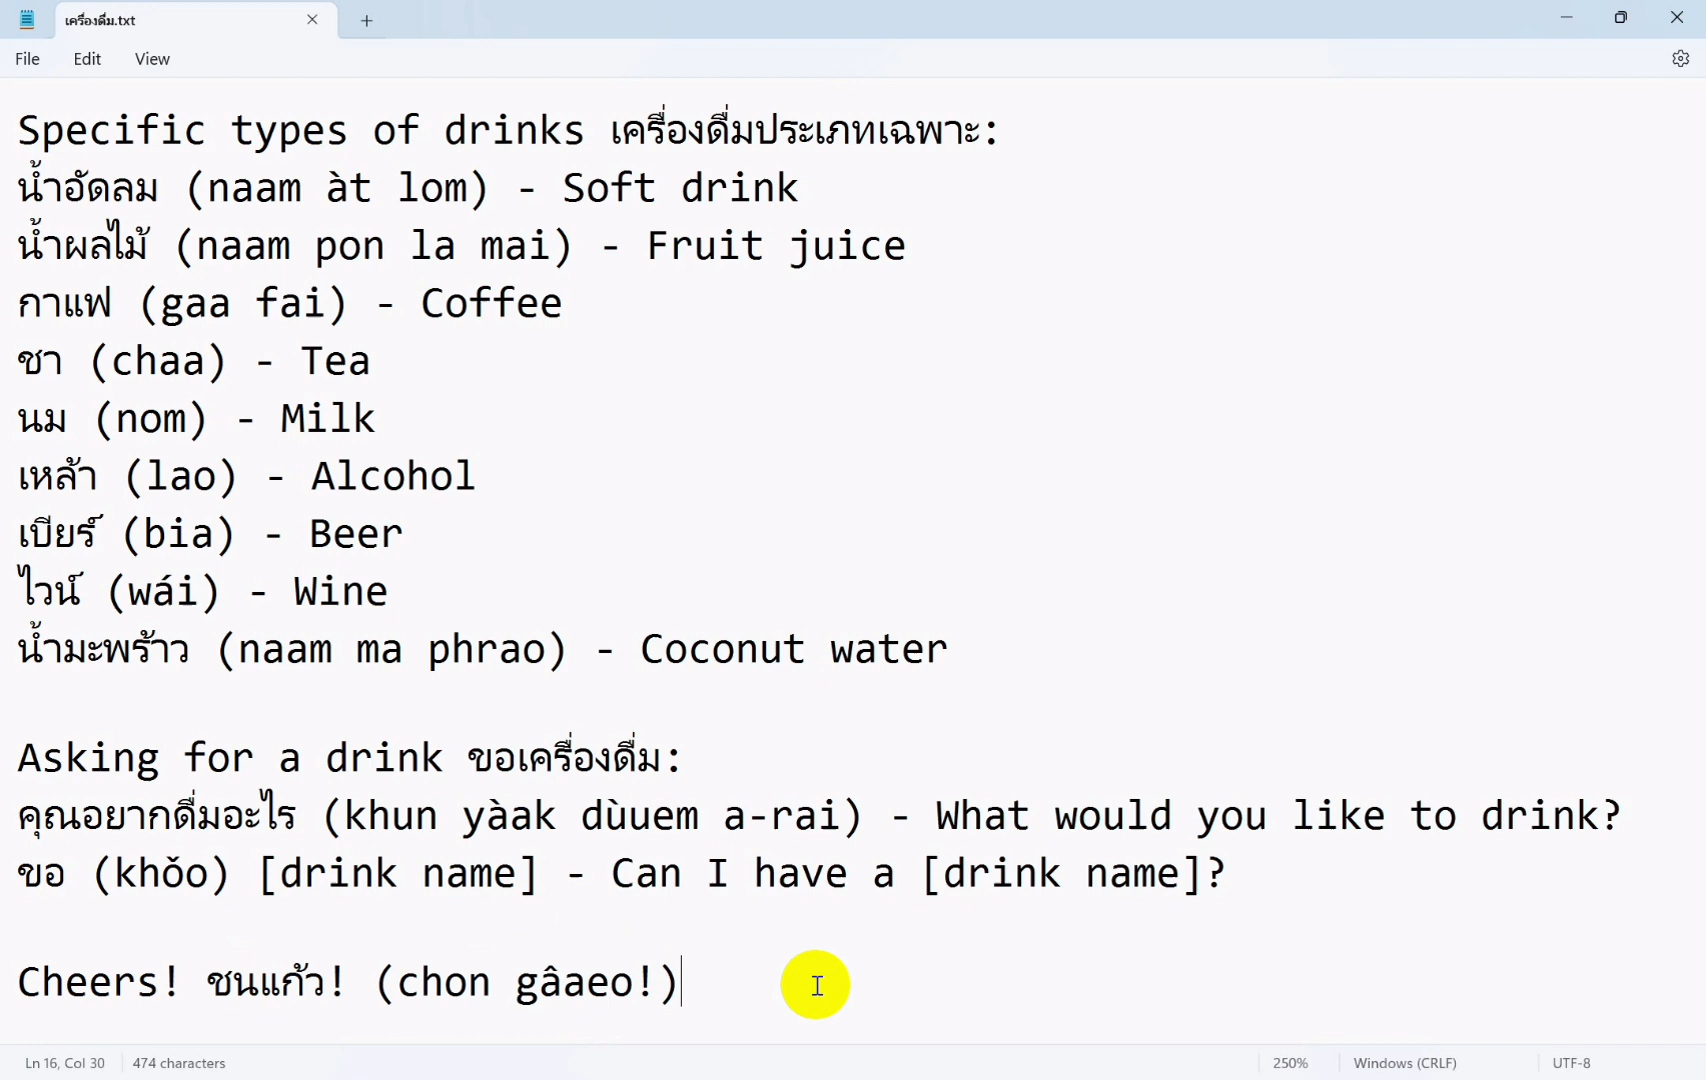 เครื่องดื่ม.txt
File Edit View
Specific types of drinks เครื่องดื่มประเภทเฉพาะ:
น้ำอัดลม (naam àt lom) - Soft drink
น้ำผลไม้ (naam pon la mai) - Fruit juice
กาแฟ (gaa fai) - Coffee
ชา (chaa) - Tea
นม (nom) - Milk
เหล้า (lao) - Alcohol
เบียร์ (bia) - Beer
ไวน์ (wái) - Wine
น้ำมะพร้าว (naam ma phrao) - Coconut water
Asking for a drink ขอเครื่องดื่ม:
คุณอยากดื่มอะไร (khun yàak dùuem a-rai) - What would you like to drink?
ขอ (khǒo) [drink name] - Can I have a [drink name]?
Cheers! ชนแก้ว! (chon gâaeo!)
Ln 16, Col 30 474 characters 250% Windows (CRLF) UTF-8